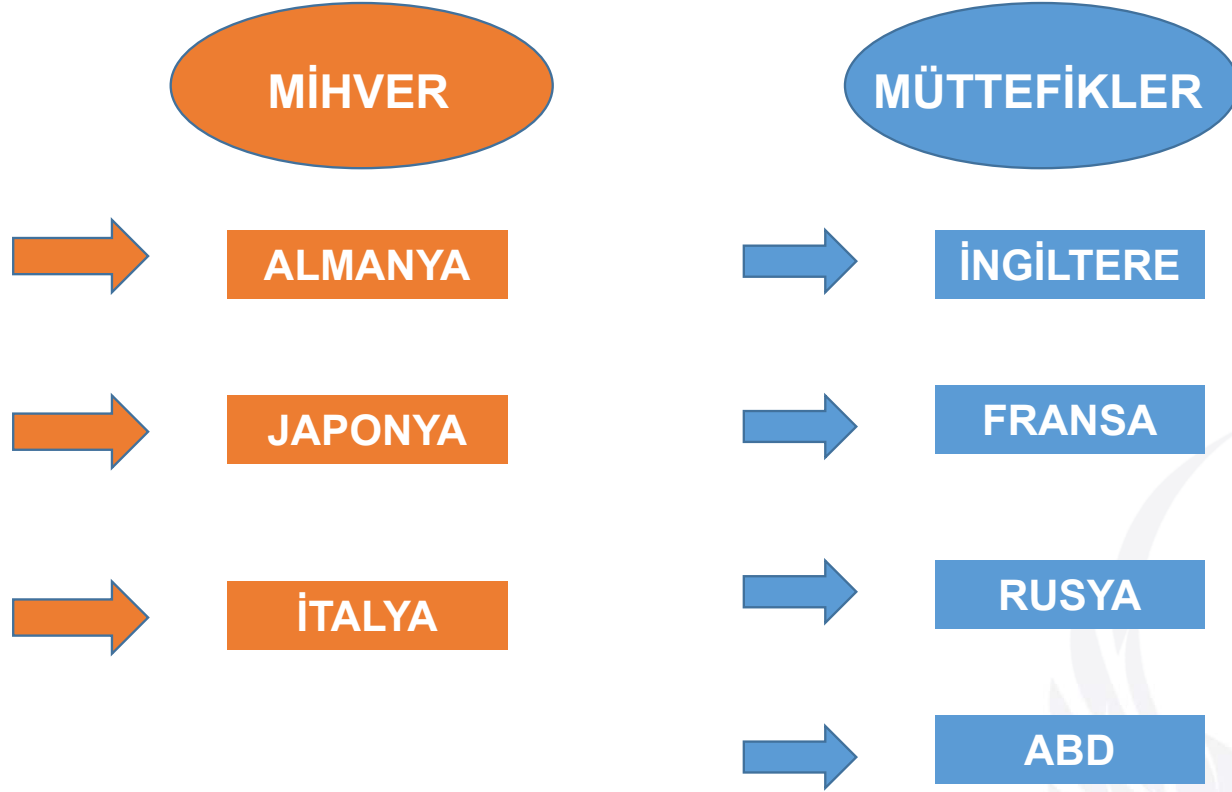 MİHVER
ALMANYA
JAPONYA
İTALYA
MÜTTEFİKLER
İNGİLTERE
FRANSA
RUSYA
ABD